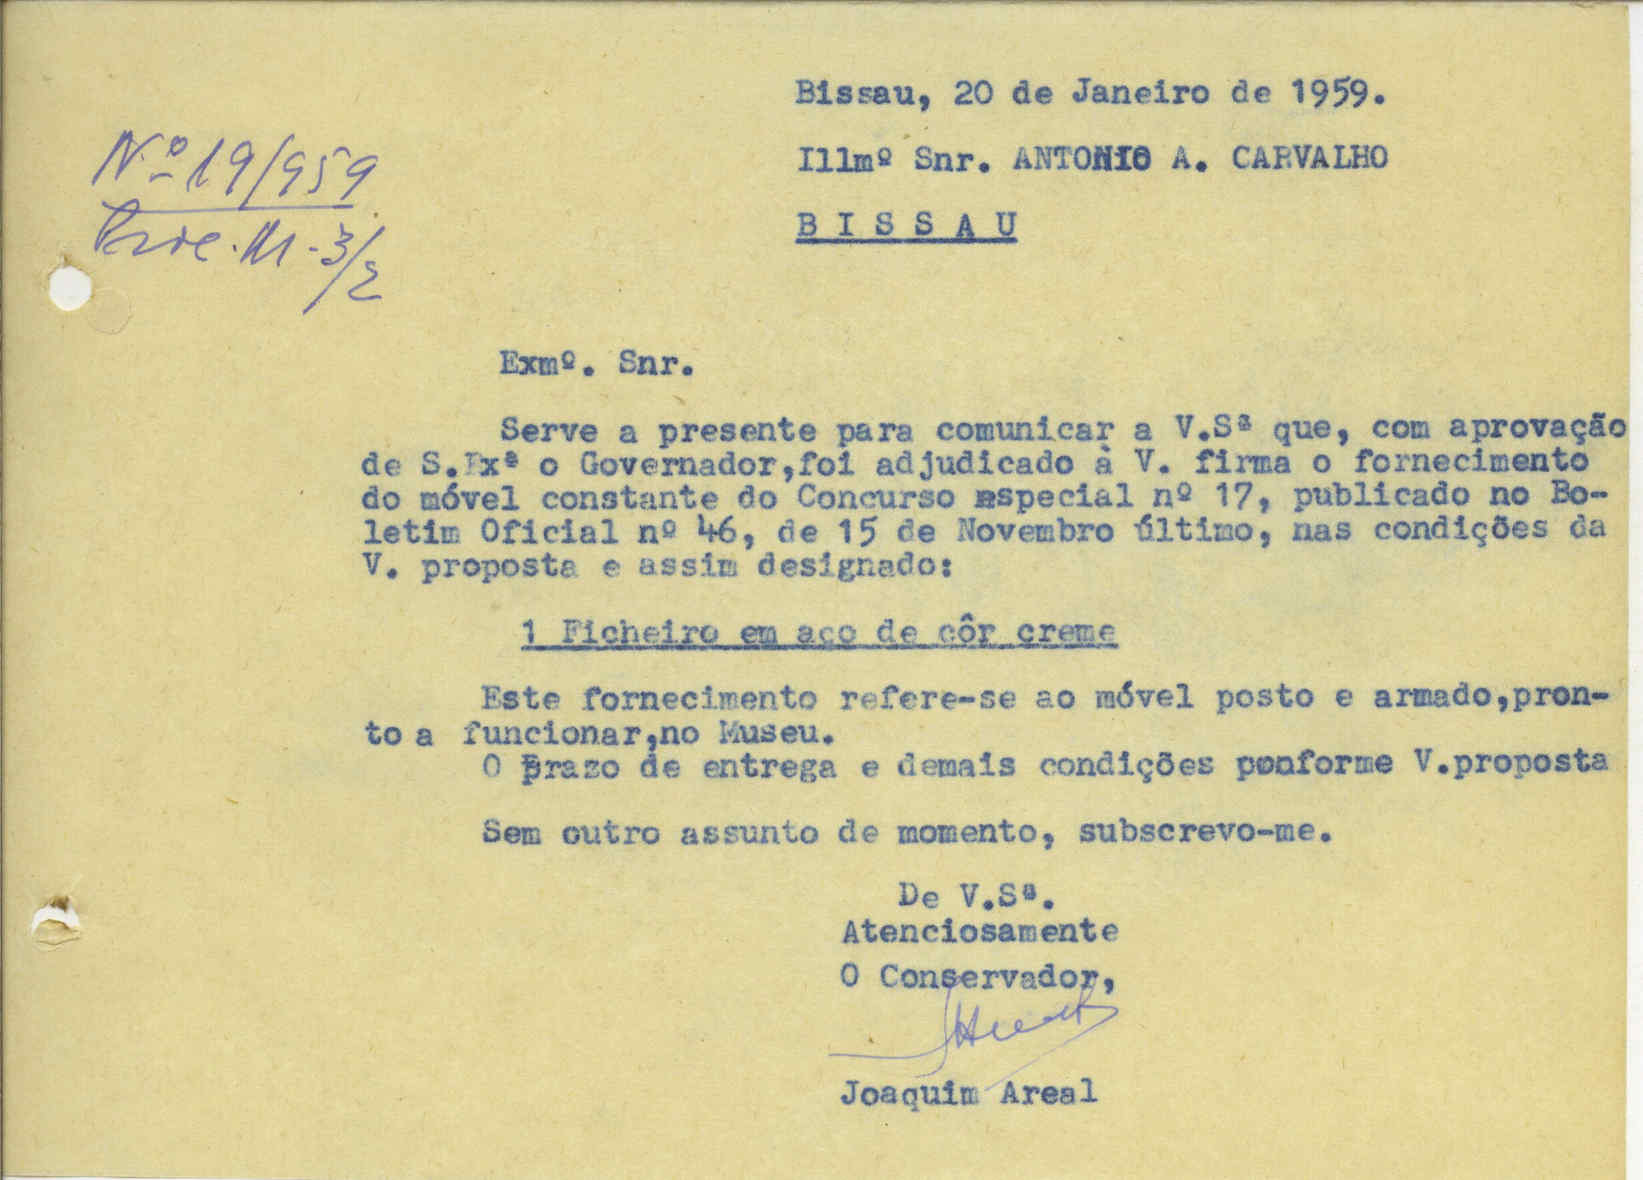 Bissau, 20 de Janeiro de 1959.
Nº 19/959
Illmº Snr. ANTONIO A. CARVALHO
Proc. M-3/2
B I S S A U
Exmº. Snr.
Serve a presente para comunicar a V.Sª que, com aprovação
de S.Exª o Governador,foi adjudicado à V. firma o fornecimento
do móvel constante do Concurso especial nº 17, publicado no Bo-
letim Oficial nº 46, de 15 de Novembro último, nas condições da
V. proposta e assim designado:
1 Ficheiro em aço de côr creme
Este fornecimento refere-se ao móvel posto e armado,pron-
to a funcionar,no Museu.
O prazo de entrega e demais condições conforme V.proposta
Sem outro assunto de momento, subscrevo-me.
De V.Sª.
Atenciosamente
O Conservador,
Joaquim Areal